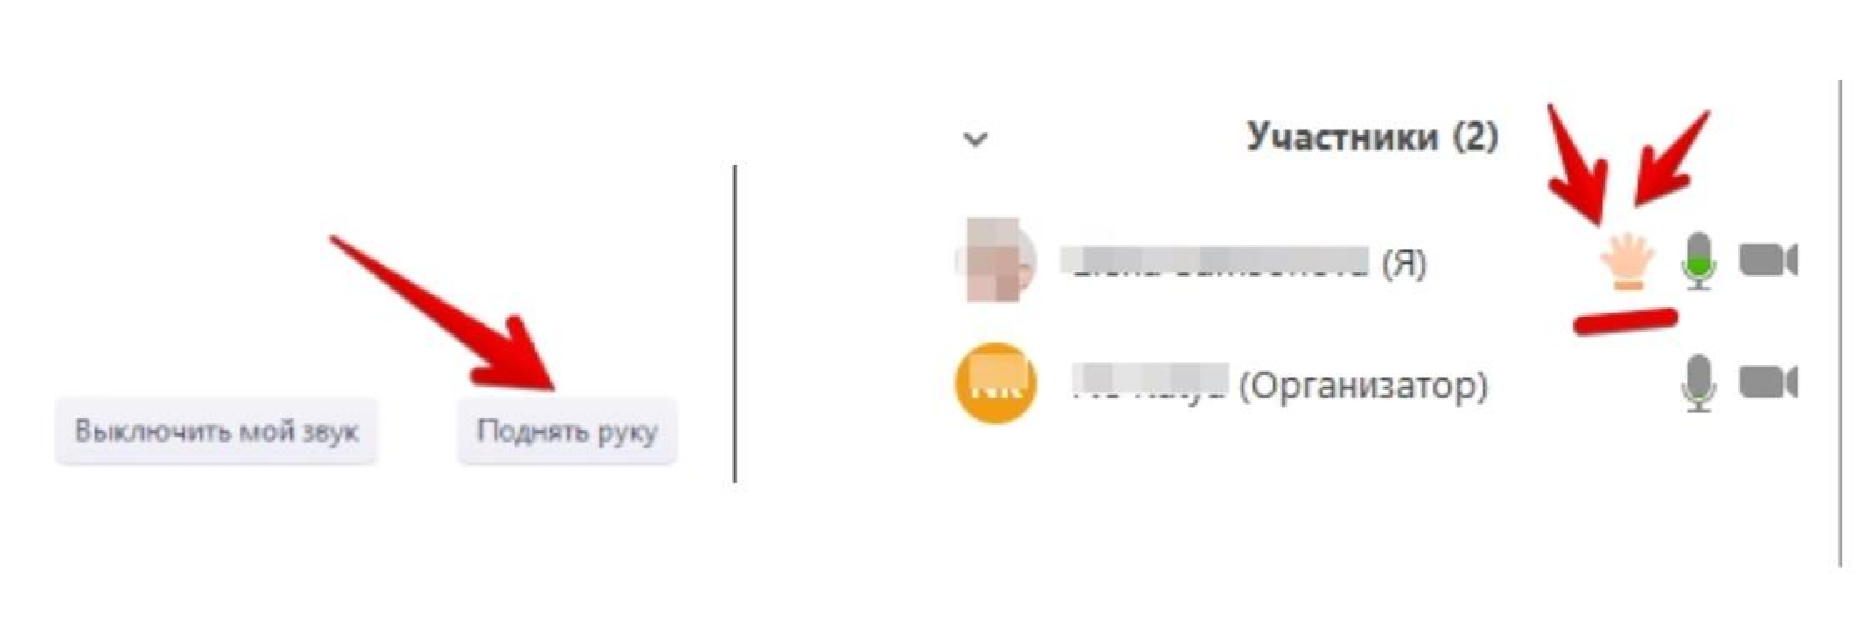 Выключить мой звук
Поднять руку
Участники (2)
(Я)
(Организатор)